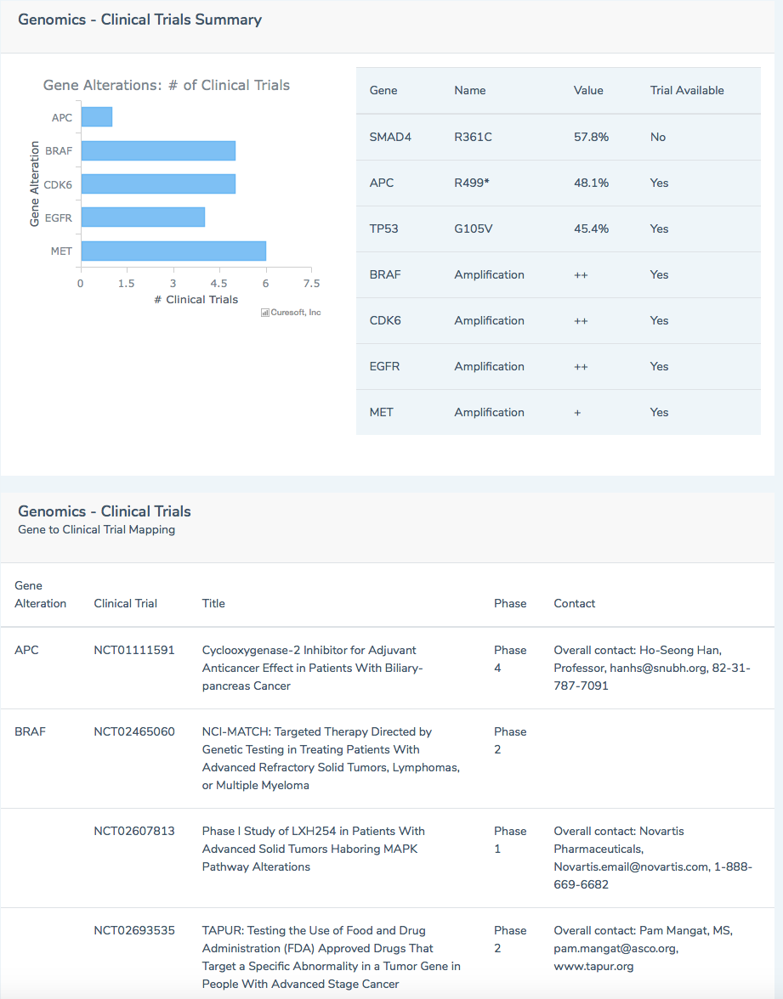 Genomics - Clinical Trials Summary
Gene Alterations: # of Clinical Trials
Gene Alteration
APC
BRAF
CDK6
EGFR
MET
0 1.5 3 4.5 6 7.5
# Clinical Trials
Curesoft, Inc
Gene Name Value Trial Available
SMAD4 R361C 57.8% No
APC R499* 48.1% Yes
TP53 G105V 45.4% Yes
BRAF Amplification ++ Yes
CDK6 Amplification ++ Yes
EGFR Amplification ++ Yes
MET Amplification + Yes
Genomics - Clinical Trials
Gene to Clinical Trial Mapping
Gene
Alteration Clinical Trial Title Phase Contact
APC NCT01111591 Cyclooxygenase-2 Inhibitor for Adjuvant Phase Overall contact: Ho-Seong Han,
Anticancer Effect in Patients With Biliary- 4 Professor, hanhs@snubh.org, 82-31-
pancreas Cancer 787-7091
BRAF NCT02465060 NCI-MATCH: Targeted Therapy Directed by Phase
Genetic Testing in Treating Patients With 2
Advanced Refractory Solid Tumors, Lymphomas,
or Multiple Myeloma
NCT02607813 Phase I Study of LXH254 in Patients With Phase Overall contact: Novartis
Advanced Solid Tumors Haboring MAPK 1 Pharmaceuticals,
Pathway Alterations Novartis.email@novartis.com, 1-888-
669-6682
NCT02693535 TAPUR: Testing the Use of Food and Drug Phase Overall contact: Pam Mangat, MS,
Administration (FDA) Approved Drugs That 2 pam.mangat@asco.org,
Target a Specific Abnormality in a Tumor Gene in www.tapur.org
People With Advanced Stage Cancer